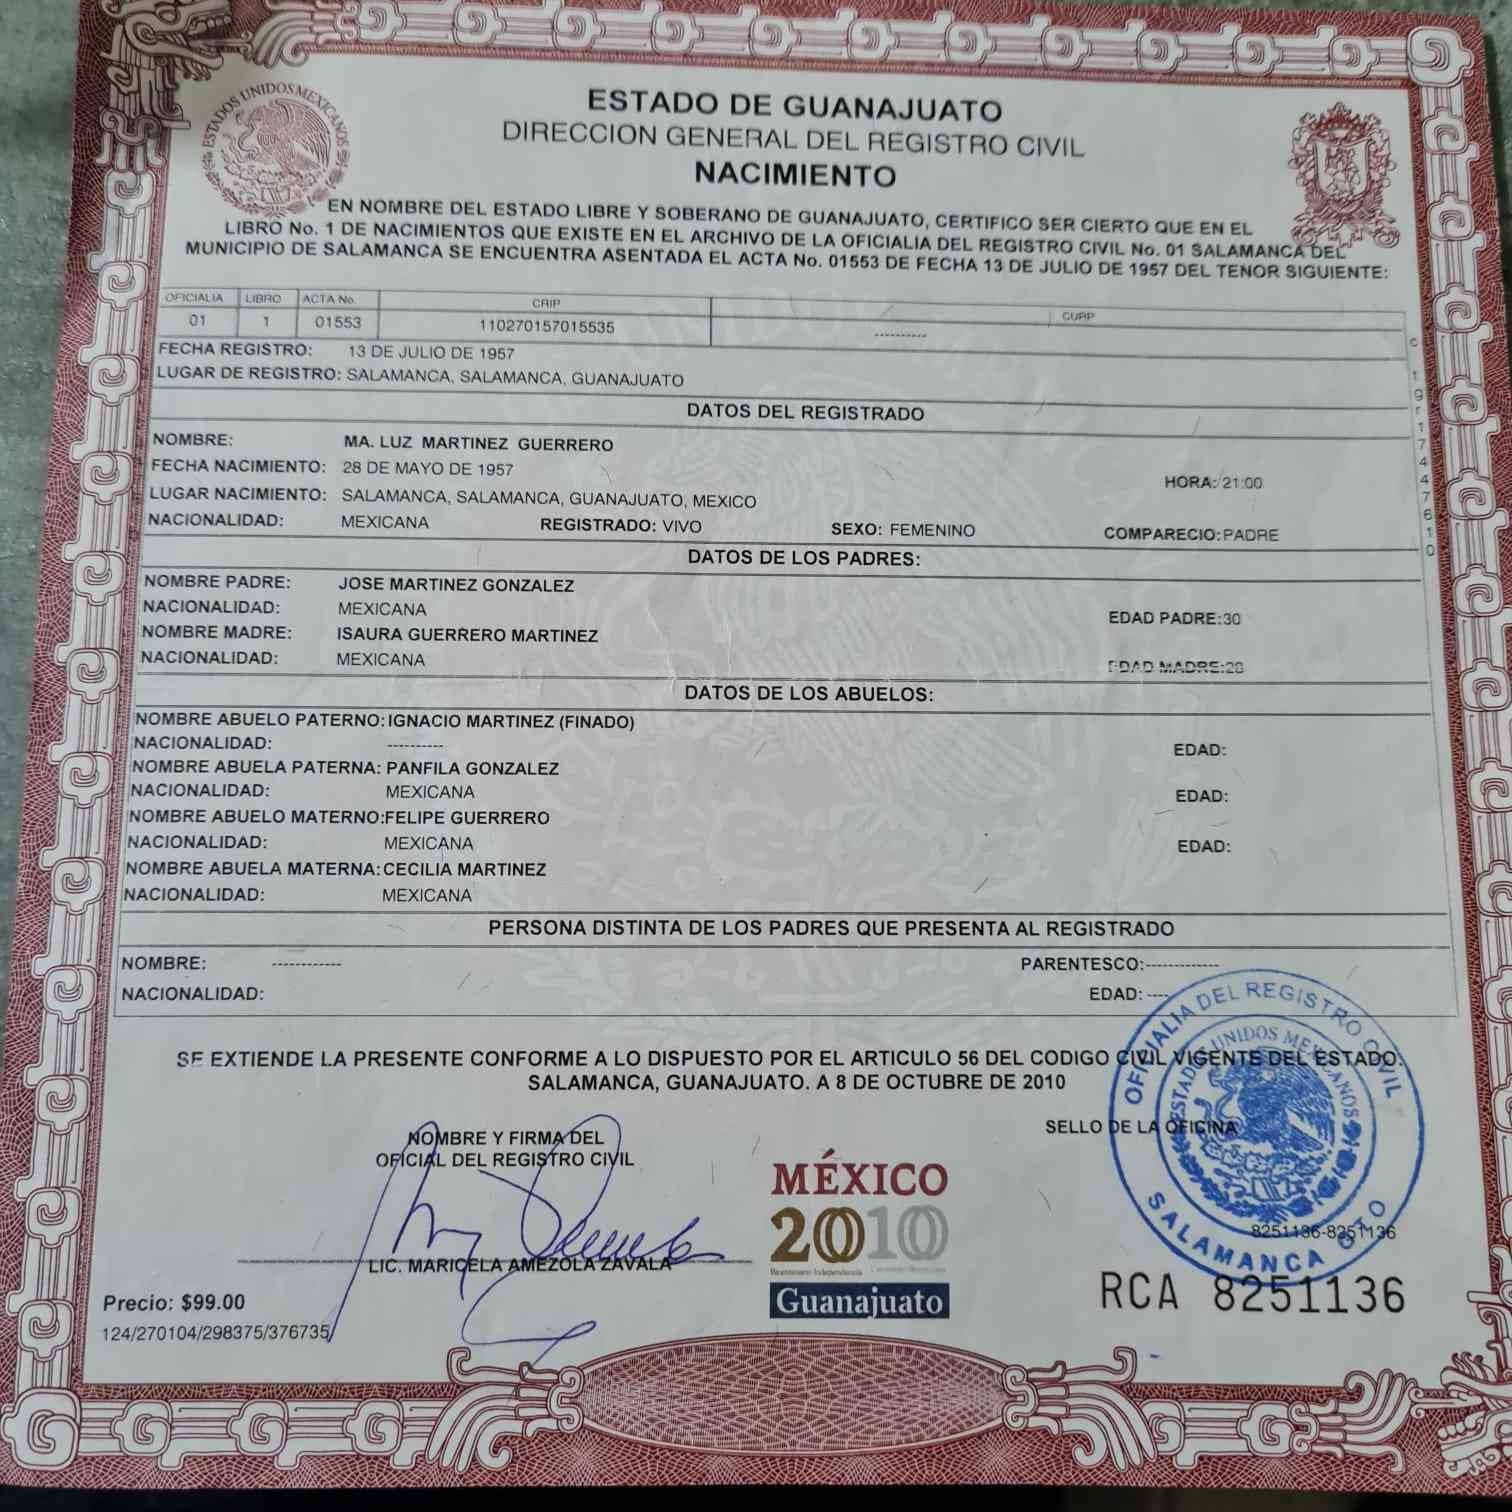 ESTADOS UNIDOS MEXICANOS
ESTADO DE GUANAJUATO
DIRECCION GENERAL DEL REGISTRO CIVIL
NACIMIENTO
EN NOMBRE DEL ESTADO LIBRE Y SOBERANO DE GUANAJUATO, CERTIFICO SER CIERTO QUE EN EL
LIBRO No. 1 DE NACIMIENTOS QUE EXISTE EN EL ARCHIVO DE LA OFICIALIA DEL REGISTRO CIVIL No. 01 SALAMANCA DEL
MUNICIPIO DE SALAMANCA SE ENCUENTRA ASENTADA EL ACTA No. 01553 DE FECHA 13 DE JULIO DE 1957 DEL TENOR SIGUIENTE:
OFICIALIA LIBRO ACTA No. CRIP CURP
01 1 01553 110270157015535 ----------
FECHA REGISTRO: 13 DE JULIO DE 1957
LUGAR DE REGISTRO: SALAMANCA, SALAMANCA, GUANAJUATO
DATOS DEL REGISTRADO
NOMBRE: MA. LUZ MARTINEZ GUERRERO
FECHA NACIMIENTO: 28 DE MAYO DE 1957 HORA: 21:00
LUGAR NACIMIENTO: SALAMANCA, SALAMANCA, GUANAJUATO, MEXICO
NACIONALIDAD: MEXICANA REGISTRADO: VIVO SEXO: FEMENINO COMPARECIO: PADRE
DATOS DE LOS PADRES:
NOMBRE PADRE: JOSE MARTINEZ GONZALEZ
NACIONALIDAD: MEXICANA EDAD PADRE:30
NOMBRE MADRE: ISAURA GUERRERO MARTINEZ
NACIONALIDAD: MEXICANA EDAD MADRE:
DATOS DE LOS ABUELOS:
NOMBRE ABUELO PATERNO: IGNACIO MARTINEZ (FINADO)
NACIONALIDAD: ---------- EDAD:
NOMBRE ABUELA PATERNA: PANFILA GONZALEZ
NACIONALIDAD: MEXICANA EDAD:
NOMBRE ABUELO MATERNO:FELIPE GUERRERO
NACIONALIDAD: MEXICANA EDAD:
NOMBRE ABUELA MATERNA: CECILIA MARTINEZ
NACIONALIDAD: MEXICANA
PERSONA DISTINTA DE LOS PADRES QUE PRESENTA AL REGISTRADO
NOMBRE: ------------ PARENTESCO:-------------
NACIONALIDAD: EDAD: ----
SE EXTIENDE LA PRESENTE CONFORME A LO DISPUESTO POR EL ARTICULO 56 DEL CODIGO CIVIL VIGENTE DEL ESTADO.
SALAMANCA, GUANAJUATO. A 8 DE OCTUBRE DE 2010
NOMBRE Y FIRMA DEL
OFICIAL DEL REGISTRO CIVIL
LIC. MARICELA AMEZOLA ZAVALA
SELLO DE LA OFICINA
OFICIALIA DEL REGISTRO CIVIL
ESTADOS UNIDOS MEXICANOS
SALAMANCA GTO
8251136-8251136
MÉXICO
2010
Guanajuato
RCA 8251136
Precio: $99.00
124/270104/298375/376735